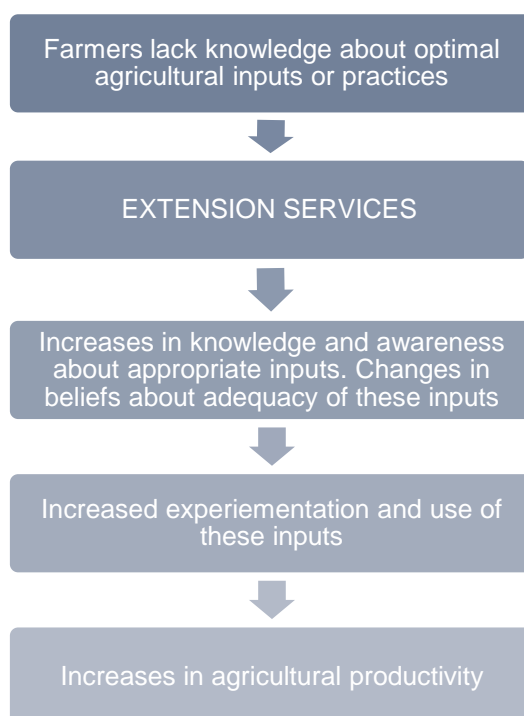 Farmers lack knowledge about optimal
agricultural inputs or practices
EXTENSION SERVICES
Increases in knowledge and awareness
about appropriate inputs. Changes in
beliefs about adequacy of these inputs
Increased experiementation and use of
these inputs
Increases in agricultural productivity